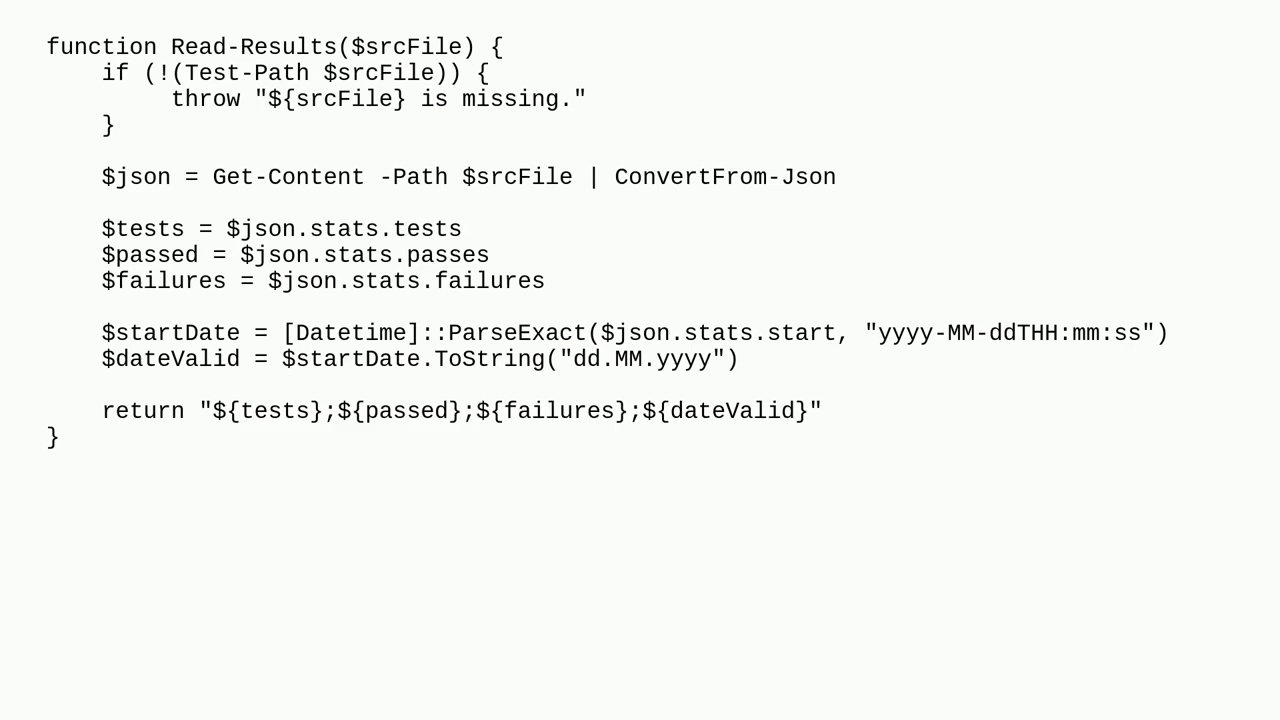 function Read-Results($srcFile) {
    if (!(Test-Path $srcFile)) {
         throw "${srcFile} is missing."
    }

    $json = Get-Content -Path $srcFile | ConvertFrom-Json

    $tests = $json.stats.tests
    $passed = $json.stats.passes
    $failures = $json.stats.failures

    $startDate = [Datetime]::ParseExact($json.stats.start, "yyyy-MM-ddTHH:mm:ss")
    $dateValid = $startDate.ToString("dd.MM.yyyy")

    return "${tests};${passed};${failures};${dateValid}"
}